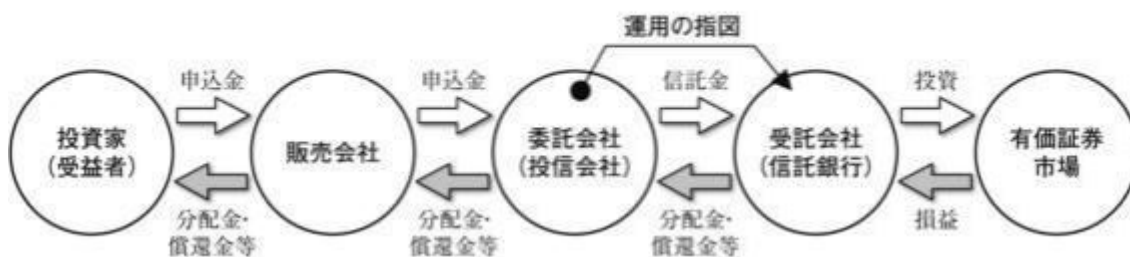 運用の指図
申込金
申込金
信託金
投資
投資家
(受益者)
販売会社
委託会社
(投信会社)
受託会社
(信託銀行)
有価証券
市場
分配金・
償還金等
分配金・
償還金等
分配金・
償還金等
損益